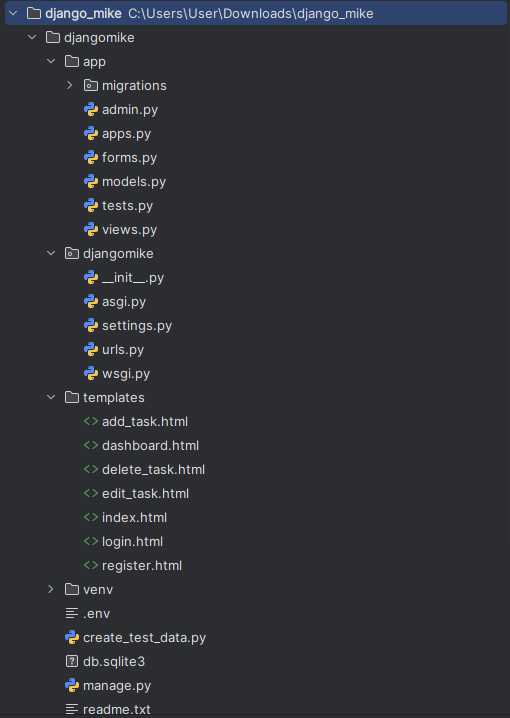 django_mike C:\Users\User\Downloads\django_mike
djangomike
app
migrations
admin.py
apps.py
forms.py
models.py
tests.py
views.py
djangomike
__init__.py
asgi.py
settings.py
urls.py
wsgi.py
templates
add_task.html
dashboard.html
delete_task.html
edit_task.html
index.html
login.html
register.html
venv
.env
create_test_data.py
db.sqlite3
manage.py
readme.txt